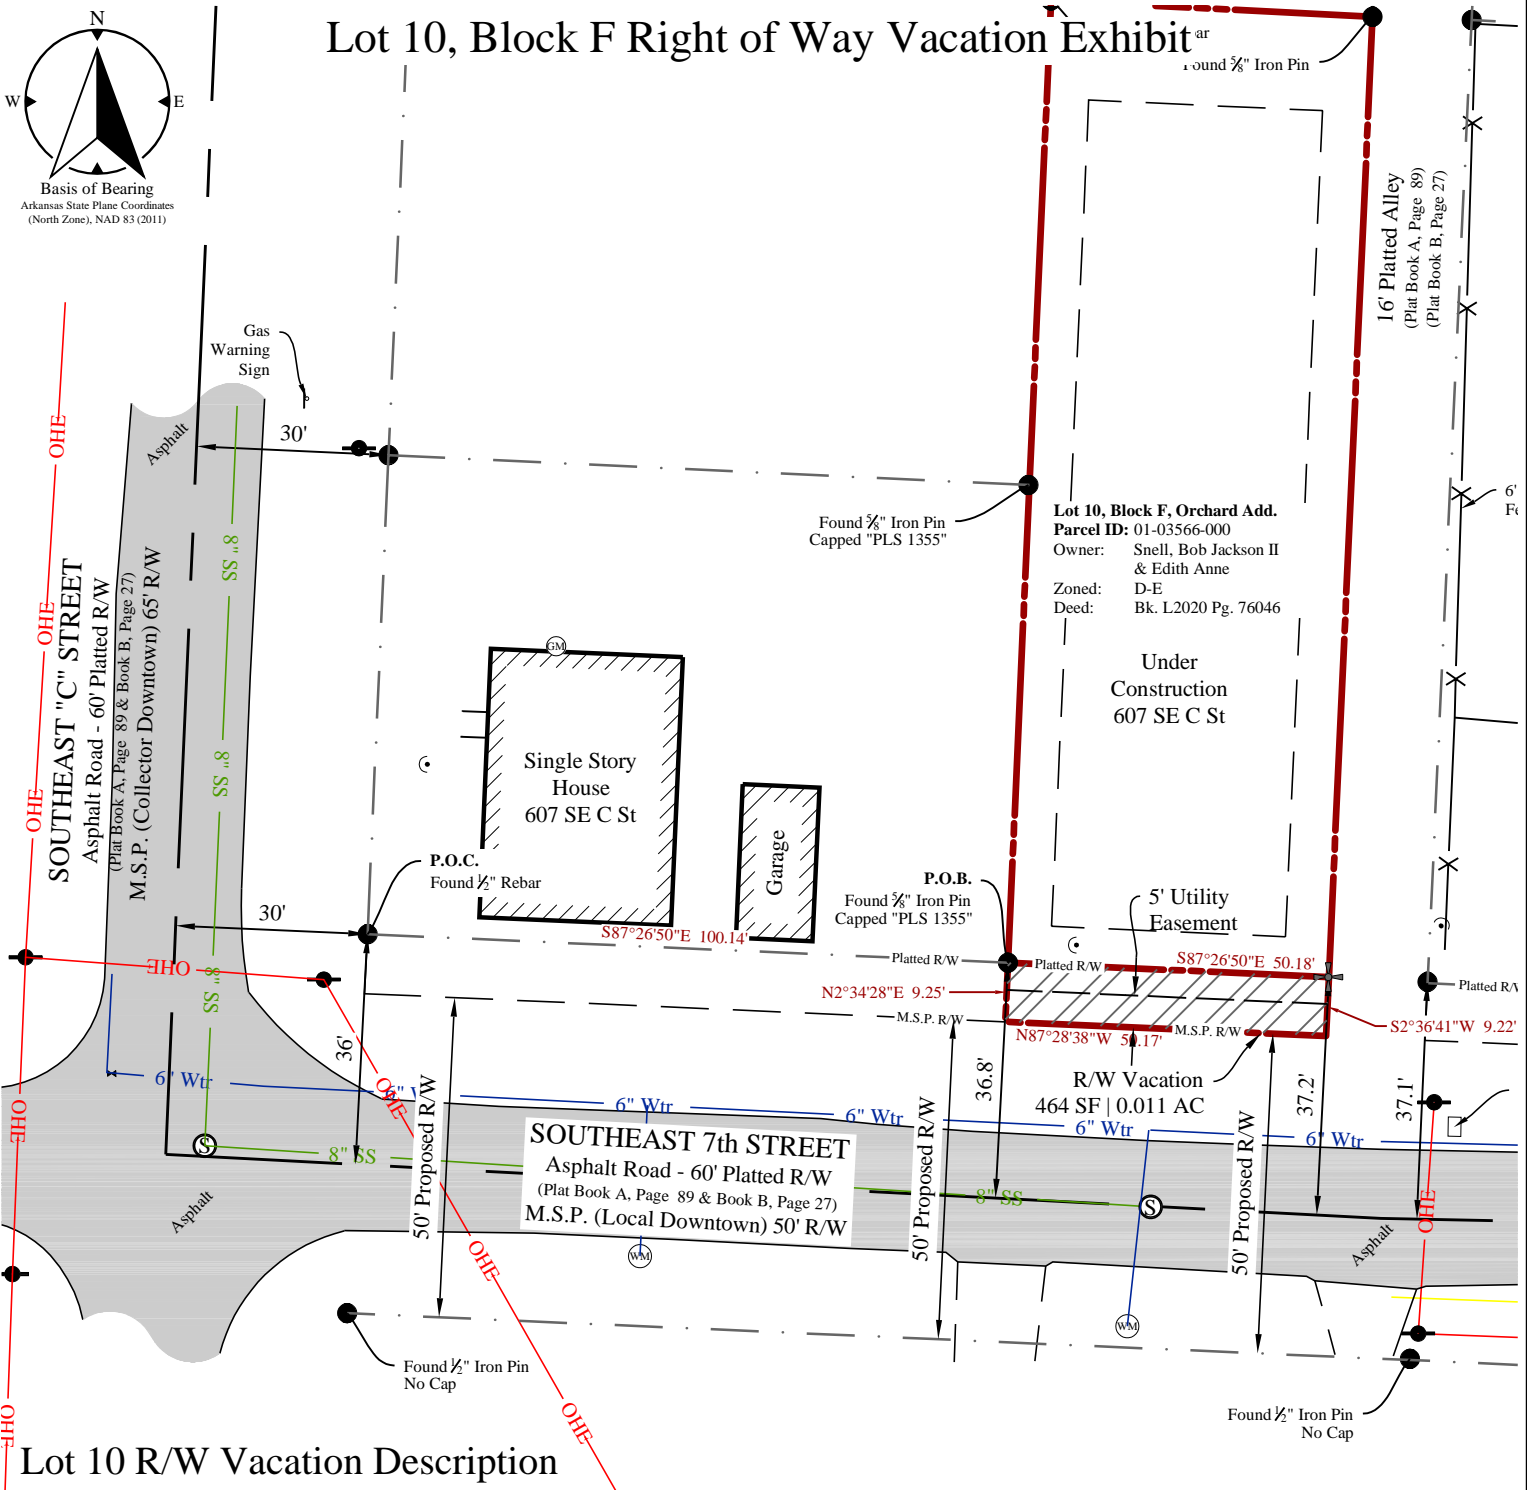 Lot 10, Block F Right of Way Vacation Exhibit
N
W
E
Basis of Bearing
Arkansas State Plane Coordinates
(North Zone), NAD 83 (2011)
Found ⅝" Iron Pin
16' Platted Alley
(Plat Book A, Page 89)
(Plat Book B, Page 27)
Gas
Warning
Sign
Asphalt
30'
OHE
OHE
OHE
8" SS
8" SS
8" SS
SOUTHEAST "C" STREET
Asphalt Road - 60' Platted R/W
(Plat Book A, Page 89 & Book B, Page 27)
M.S.P. (Collector Downtown) 65' R/W
Found ⅝" Iron Pin
Capped "PLS 1355"
Lot 10, Block F, Orchard Add.
Parcel ID: 01-03566-000
Owner: Snell, Bob Jackson II
& Edith Anne
Zoned: D-E
Deed: Bk. L2020 Pg. 76046
6'
Under
Construction
607 SE C St
GM
Single Story
House
607 SE C St
Garage
P.O.C.
Found ½" Rebar
30'
P.O.B.
Found ⅝" Iron Pin
Capped "PLS 1355"
5' Utility
Easement
S87°26'50"E 100.14'
Platted R/W
Platted R/W
S87°26'50"E 50.18'
Platted R/W
OHE
N2°34'28"E 9.25'
M.S.P. R/W
M.S.P. R/W
N87°28'38"W 50.17'
S2°36'41"W 9.22'
36'
36.8'
37.2'
37.1'
R/W Vacation
464 SF | 0.011 AC
6" Wtr
6" Wtr
6" Wtr
6" Wtr
6" Wtr
OHE
OHE
50' Proposed R/W
50' Proposed R/W
50' Proposed R/W
SOUTHEAST 7th STREET
Asphalt Road - 60' Platted R/W
(Plat Book A, Page 89 & Book B, Page 27)
M.S.P. (Local Downtown) 50' R/W
S
8" SS
8" SS
S
Asphalt
Asphalt
OHE
OHE
WM
WM
Found ½" Iron Pin
No Cap
Found ½" Iron Pin
No Cap
OHE
OHE
Lot 10 R/W Vacation Description